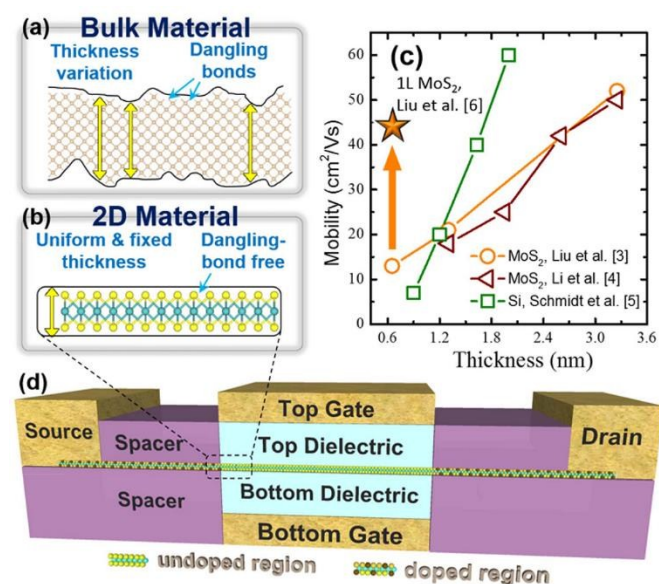 (a) Bulk Material
Thickness
variation
Dangling
bonds
(b) 2D Material
Uniform & fixed
thickness
Dangling-
bond free
(c)
1L MoS₂,
Liu et al. [6]
Mobility (cm²/Vs)
60
50
40
30
20
10
0
MoS₂, Liu et al. [3]
MoS₂, Li et al. [4]
Si, Schmidt et al. [5]
0.6 1.2 1.8 2.4 3.0 3.6
Thickness (nm)
(d)
Source
Spacer
Top Gate
Top Dielectric
Drain
Spacer
Bottom Dielectric
Bottom Gate
undoped region
doped region